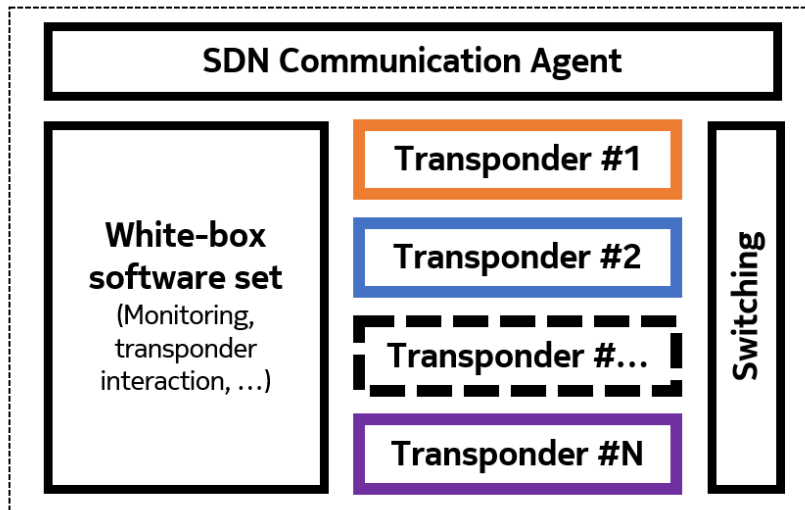 SDN Communication Agent
White-box
software set
(Monitoring,
transponder
interaction, …)
Transponder #1
Transponder #2
Transponder #…
Transponder #N
Switching